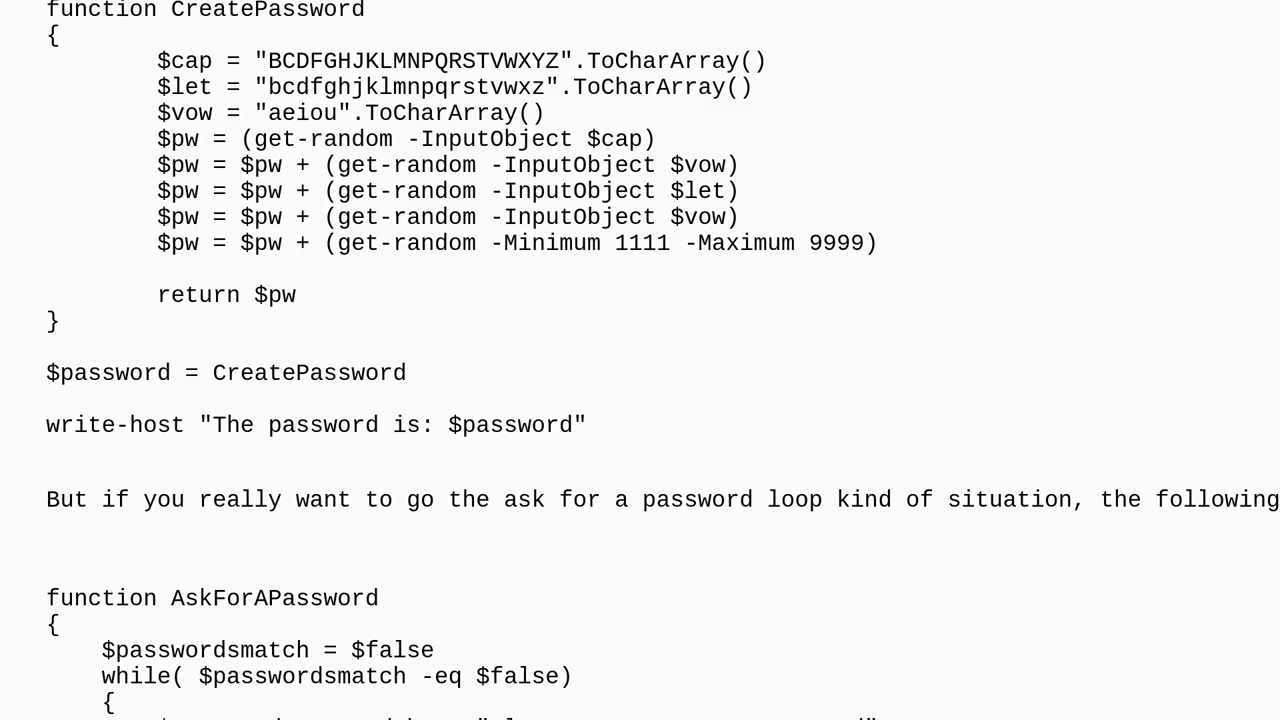 function CreatePassword
{
        $cap = "BCDFGHJKLMNPQRSTVWXYZ".ToCharArray()
        $let = "bcdfghjklmnpqrstvwxz".ToCharArray()
        $vow = "aeiou".ToCharArray()
        $pw = (get-random -InputObject $cap)
        $pw = $pw + (get-random -InputObject $vow)
        $pw = $pw + (get-random -InputObject $let)
        $pw = $pw + (get-random -InputObject $vow)
        $pw = $pw + (get-random -Minimum 1111 -Maximum 9999)

        return $pw
}

$password = CreatePassword

write-host "The password is: $password"

But if you really want to go the ask for a password loop kind of situation, the following

function AskForAPassword
{
    $passwordsmatch = $false
    while( $passwordsmatch -eq $false)
    {